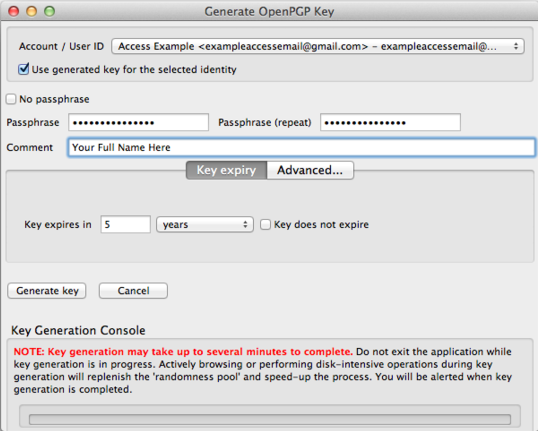 Generate OpenPGP Key
Account / User ID Access Example <exampleaccessemail@gmail.com> - exampleaccessemail@...
Use generated key for the selected identity
No passphrase
Passphrase ••••••••••••••• Passphrase (repeat) •••••••••••••••
Comment Your Full Name Here
Key expiry Advanced...
Key expires in 5 years Key does not expire
Generate key Cancel
Key Generation Console
NOTE: Key generation may take up to several minutes to complete. Do not exit the application while
key generation is in progress. Actively browsing or performing disk-intensive operations during key
generation will replenish the 'randomness pool' and speed-up the process. You will be alerted when key
generation is completed.